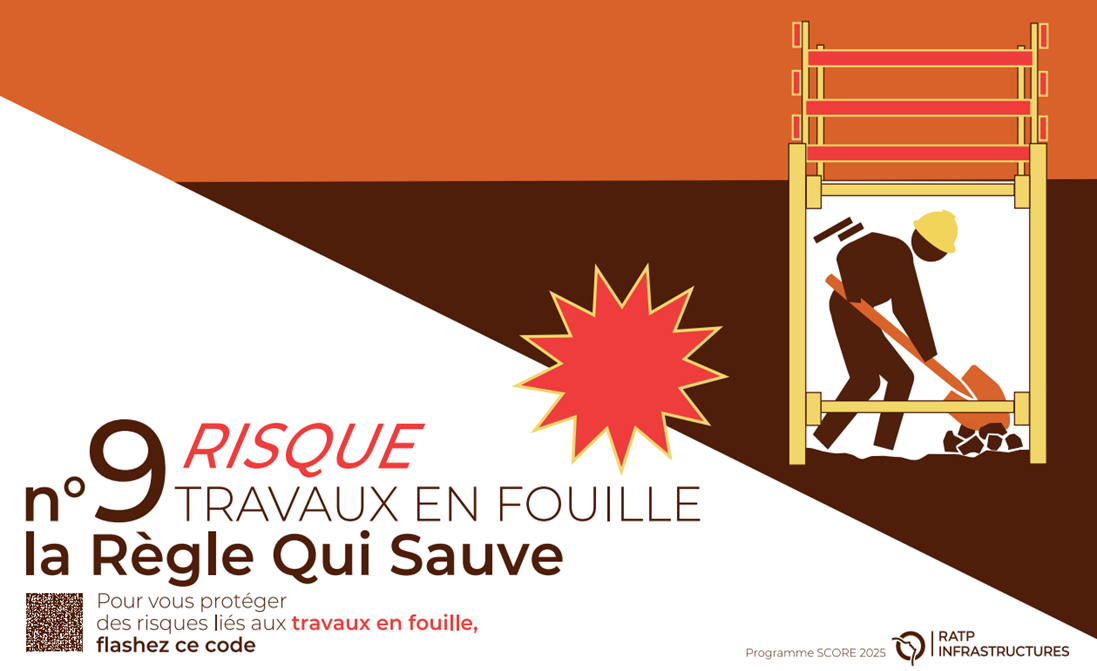 RISQUE
n°9 TRAVAUX EN FOUILLE
la Règle Qui Sauve
Pour vous protéger
des risques liés aux travaux en fouille,
flashez ce code
Programme SCORE 2025
RATP
INFRASTRUCTURES